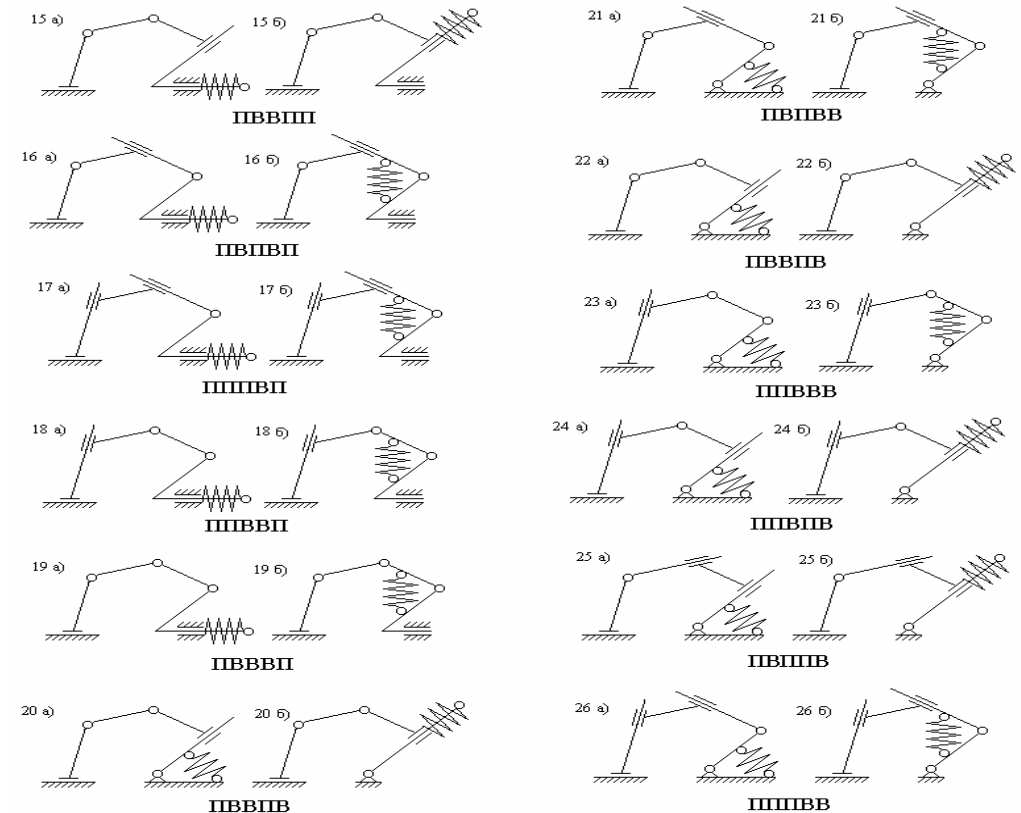 15 а) 15 б)
ПВВПП
16 а) 16 б)
ПВПВП
17 а) 17 б)
ПППВП
18 а) 18 б)
ППВВП
19 а) 19 б)
ПВВВП
20 а) 20 б)
ПВВПВ
21 а) 21 б)
ПВПВВ
22 а) 22 б)
ПВВПВ
23 а) 23 б)
ППВВВ
24 а) 24 б)
ППВПВ
25 а) 25 б)
ПВППВ
26 а) 26 б)
ПППВВ